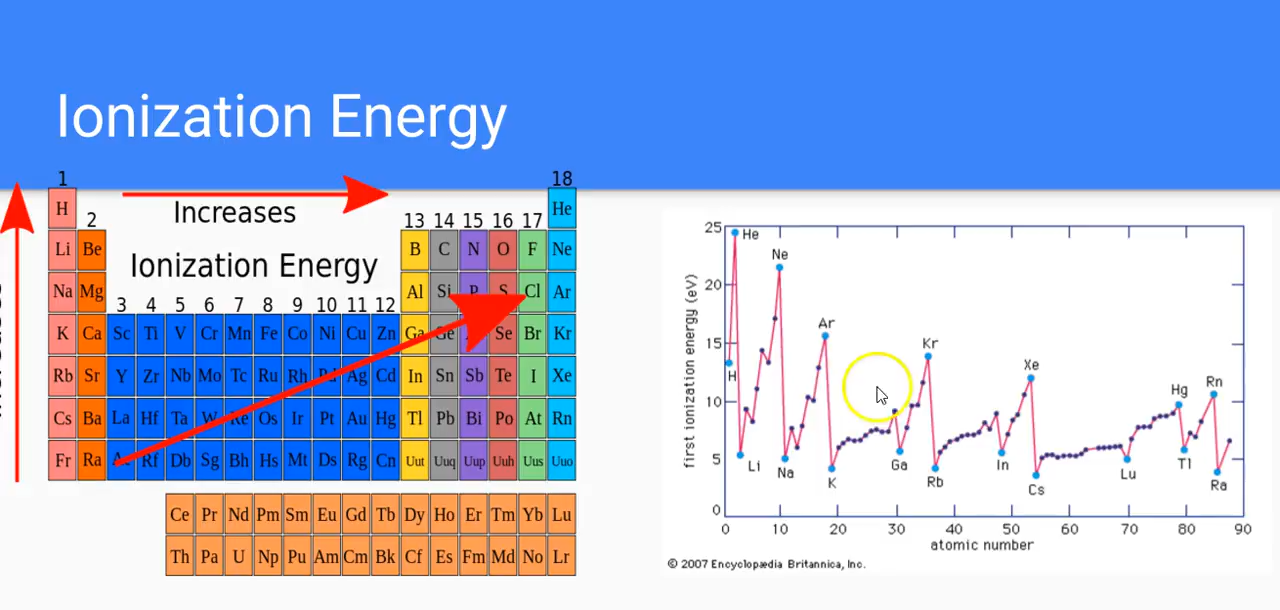 Ionization Energy
1 18
Increases
H 2 13 14 15 16 17 He
Li Be B C N O F Ne
Ionization Energy
Na Mg 3 4 5 6 7 8 9 10 11 12 Al Si P S Cl Ar
K Ca Sc Ti V Cr Mn Fe Co Ni Cu Zn Ga Ge Se Br Kr
Rb Sr Y Zr Nb Mo Tc Ru Rh Pd Ag Cd In Sn Sb Te I Xe
Cs Ba La Hf Ta W Re Os Ir Pt Au Hg Tl Pb Bi Po At Rn
Fr Ra Ac Rf Db Sg Bh Hs Mt Ds Rg Cn Uut Uuq Uup Uuh Uus Uuo
Ce Pr Nd Pm Sm Eu Gd Tb Dy Ho Er Tm Yb Lu
Th Pa U Np Pu Am Cm Bk Cf Es Fm Md No Lr
first ionization energy (eV)
25
20
15
10
5
0
He
Ne
Ar
Kr
Xe
Hg
Rn
H
Li
Na
K
Ga
Rb
In
Cs
Lu
Tl
Ra
0 10 20 30 40 50 60 70 80 90
atomic number
© 2007 Encyclopædia Britannica, Inc.